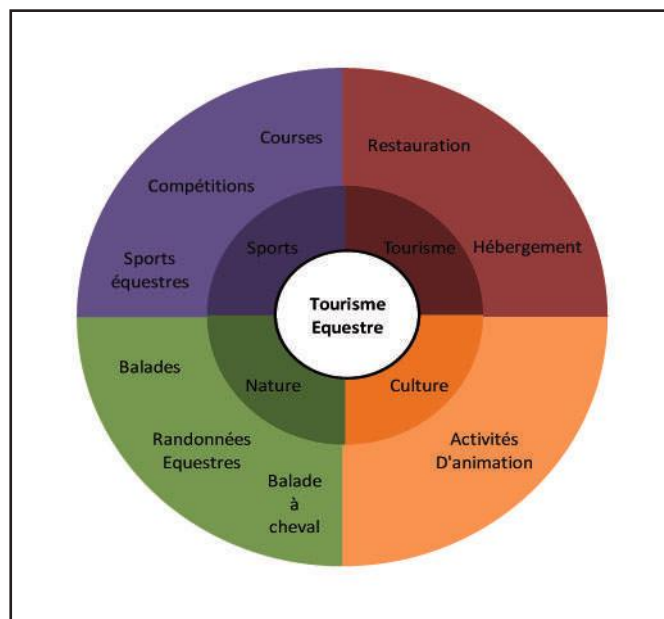 Courses
Restauration
Compétitions
Sports
Tourisme
Hébergement
Sports
équestres
Tourisme
Equestre
Balades
Nature
Culture
Randonnées
Equestres
Activités
D'animation
Balade
à
cheval